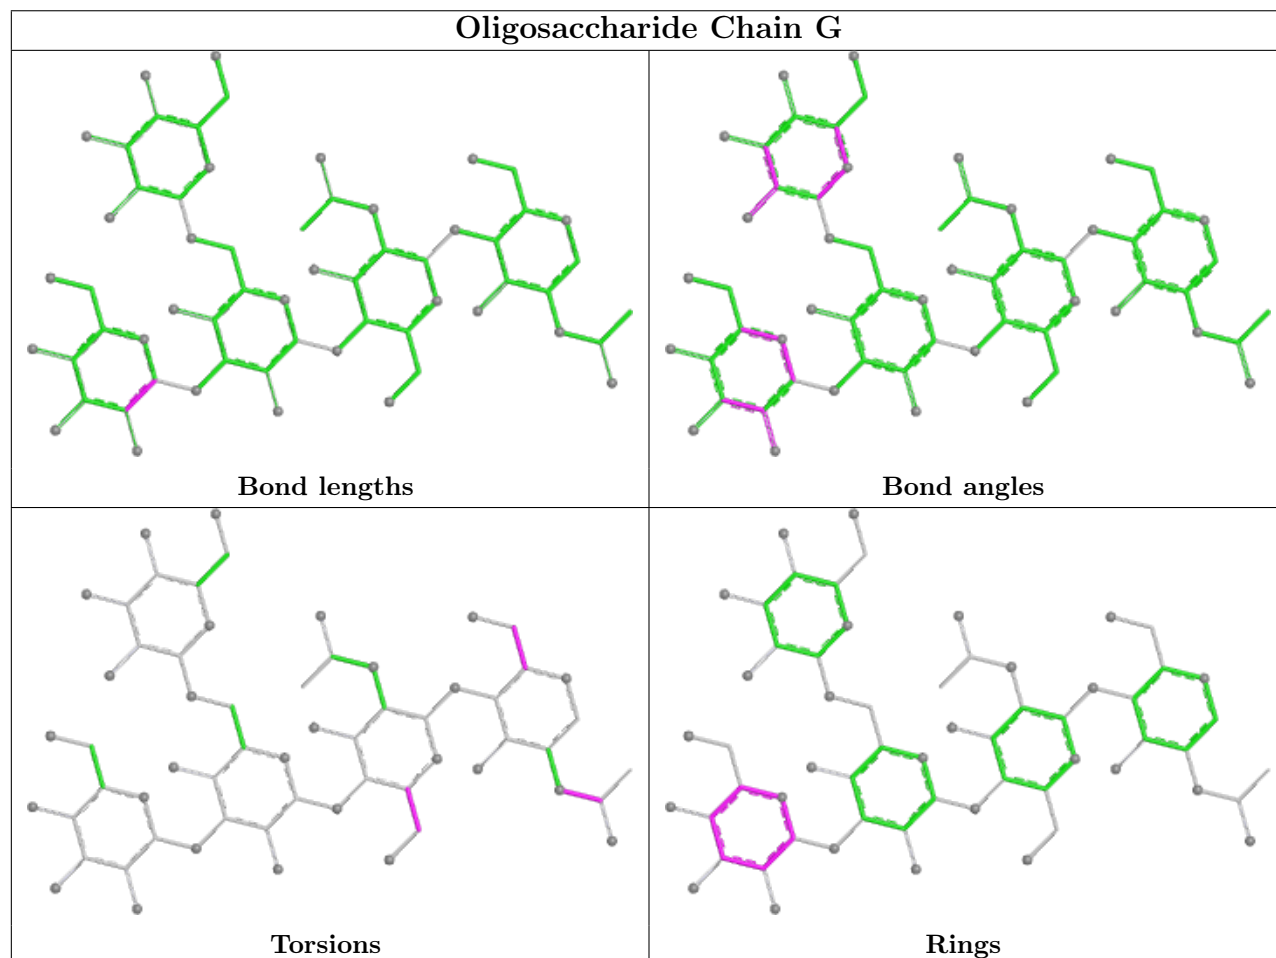 Oligosaccharide Chain G
Bond lengths
Bond angles
Torsions
Rings